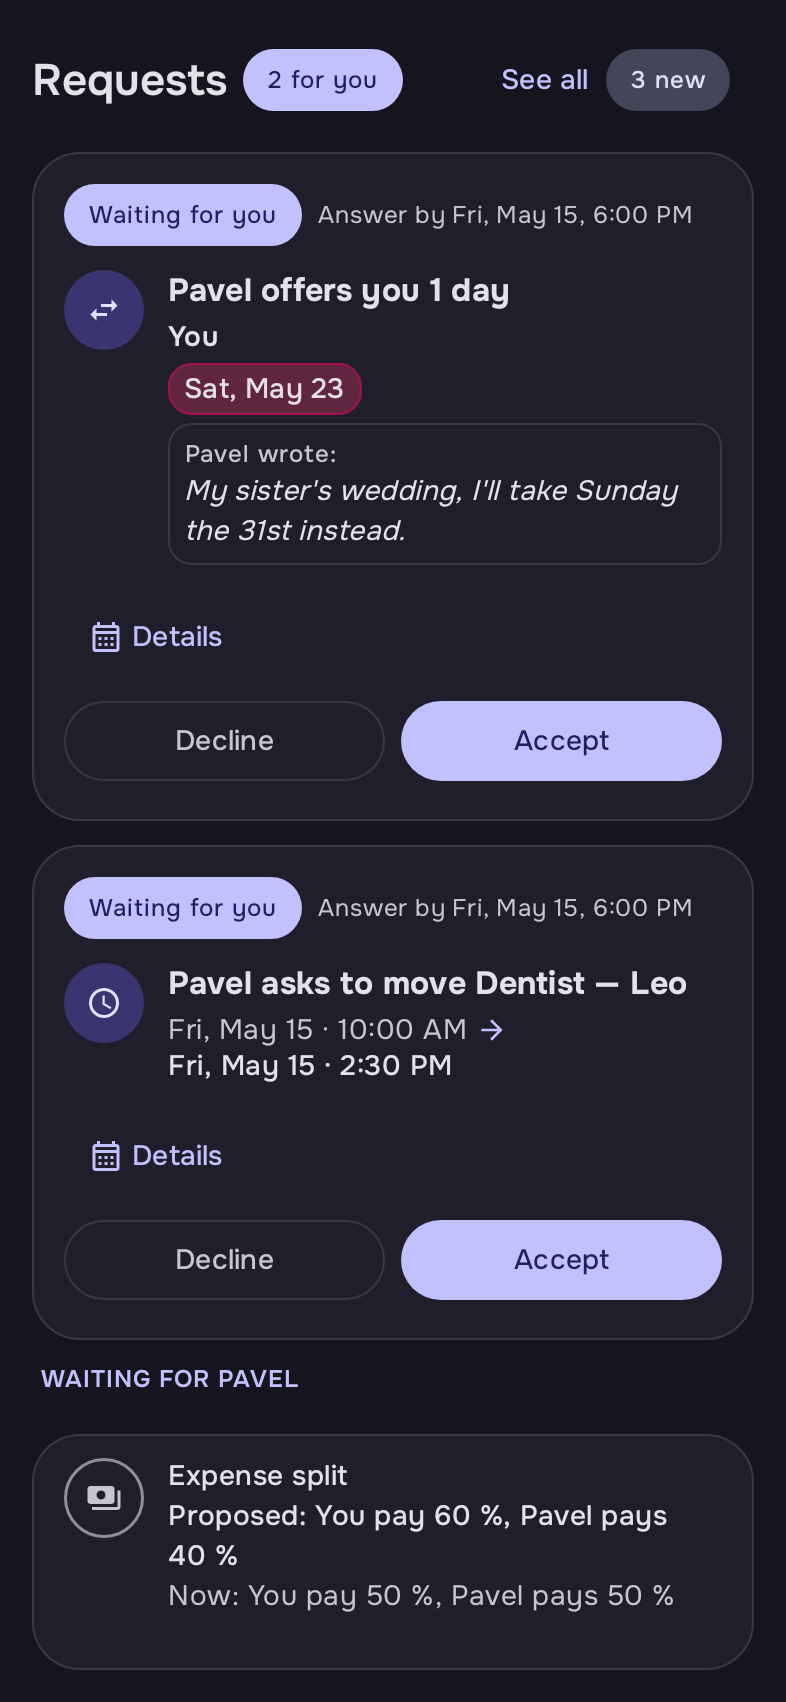 Requests
2 for you
See all
3 new
Waiting for you
Answer by Fri, May 15, 6:00 PM
Pavel offers you 1 day
You
Sat, May 23
Pavel wrote:
My sister's wedding, I'll take Sunday
the 31st instead.
Details
Decline
Accept
Waiting for you
Answer by Fri, May 15, 6:00 PM
Pavel asks to move Dentist — Leo
Fri, May 15 · 10:00 AM →
Fri, May 15 · 2:30 PM
Details
Decline
Accept
WAITING FOR PAVEL
Expense split
Proposed: You pay 60 %, Pavel pays
40 %
Now: You pay 50 %, Pavel pays 50 %